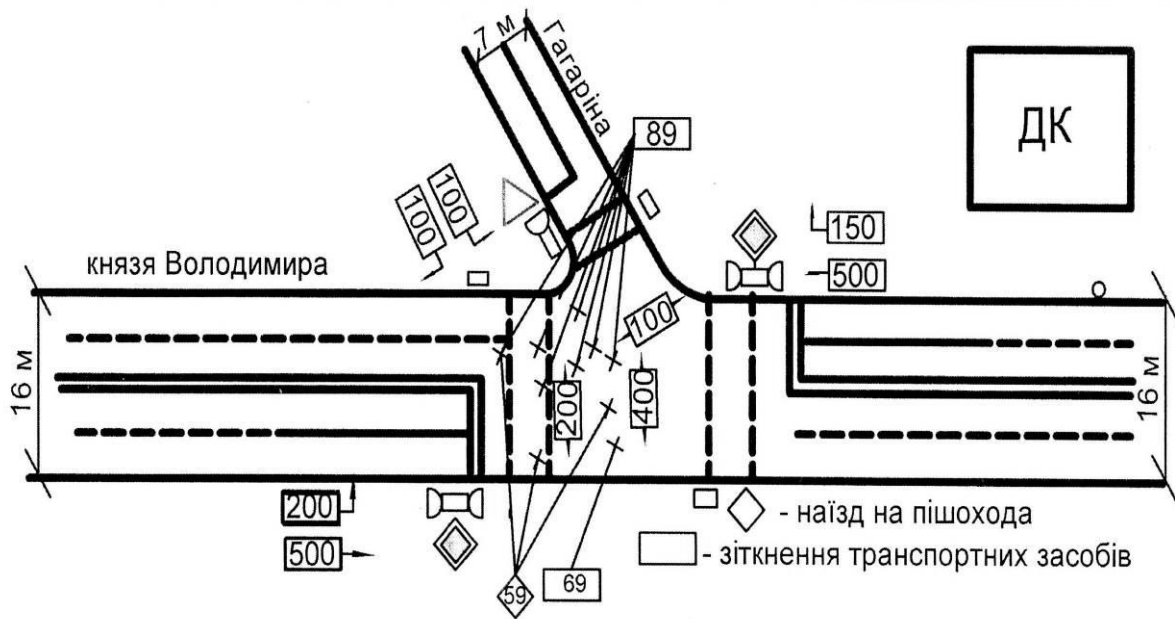 7 м
Гагаріна
89
ДК
100
100
150
князя Володимира
500
100
16 м
200
400
16 м
200
- наїзд на пішохода
500
- зіткнення транспортних засобів
59
69